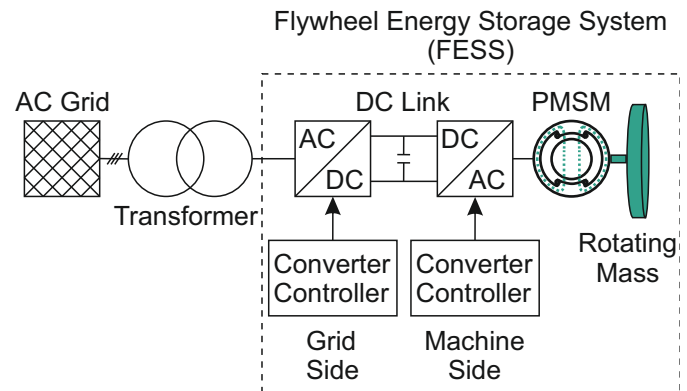 Flywheel Energy Storage System
(FESS)
AC Grid
DC Link
PMSM
AC
DC
DC
AC
Transformer
Rotating
Mass
Converter
Controller
Converter
Controller
Grid
Side
Machine
Side